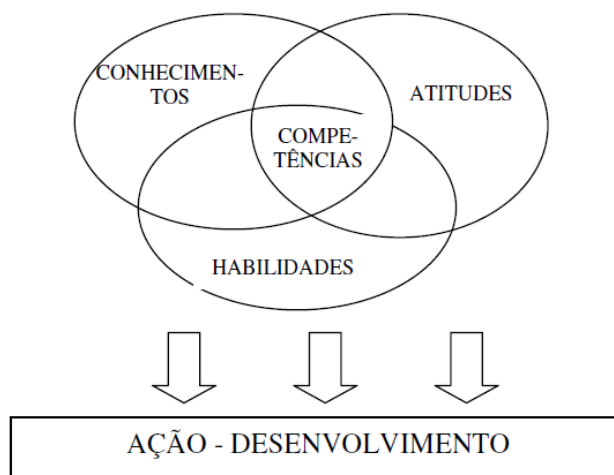 CONHECIMEN-
TOS
ATITUDES
COMPE-
TÊNCIAS
HABILIDADES
AÇÃO - DESENVOLVIMENTO